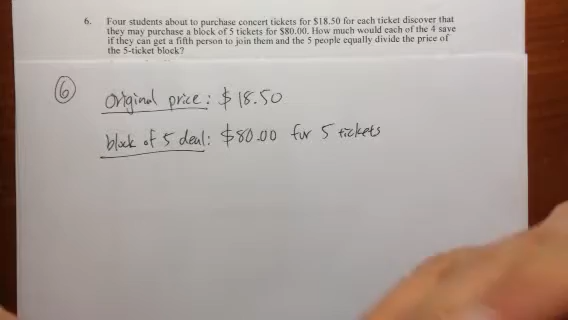 6. Four students about to purchase concert tickets for $18.50 for each ticket discover that
they may purchase a block of 5 tickets for $80.00. How much would each of the 4 save
if they can get a fifth person to join them and the 5 people equally divide the price of
the 5-ticket block?
6 original price: $18.50
block of 5 deal: $80.00 for 5 tickets